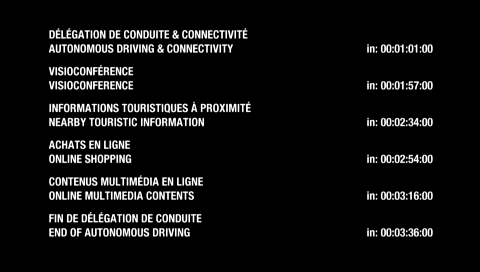 DÉLÉGATION DE CONDUITE & CONNECTIVITÉ
AUTONOMOUS DRIVING & CONNECTIVITY in: 00:01:01:00
VISIOCONFÉRENCE
VISIOCONFERENCE in: 00:01:57:00
INFORMATIONS TOURISTIQUES À PROXIMITÉ
NEARBY TOURISTIC INFORMATION in: 00:02:34:00
ACHATS EN LIGNE
ONLINE SHOPPING in: 00:02:54:00
CONTENUS MULTIMÉDIA EN LIGNE
ONLINE MULTIMEDIA CONTENTS in: 00:03:16:00
FIN DE DÉLÉGATION DE CONDUITE
END OF AUTONOMOUS DRIVING in: 00:03:36:00